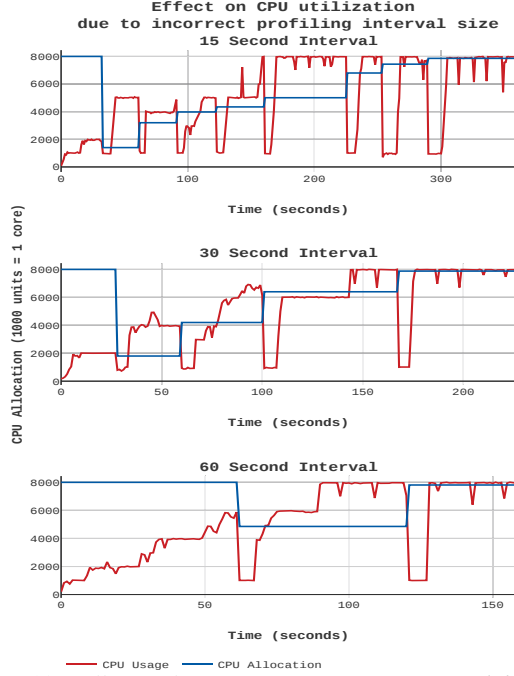 Effect on CPU utilization
due to incorrect profiling interval size
15 Second Interval
8000
6000
4000
2000
0
0 100 200 300
Time (seconds)
CPU Allocation (1000 units = 1 core)
30 Second Interval
8000
6000
4000
2000
0
0 50 100 150 200
Time (seconds)
60 Second Interval
8000
6000
4000
2000
0
0 50 100 150
Time (seconds)
CPU Usage CPU Allocation